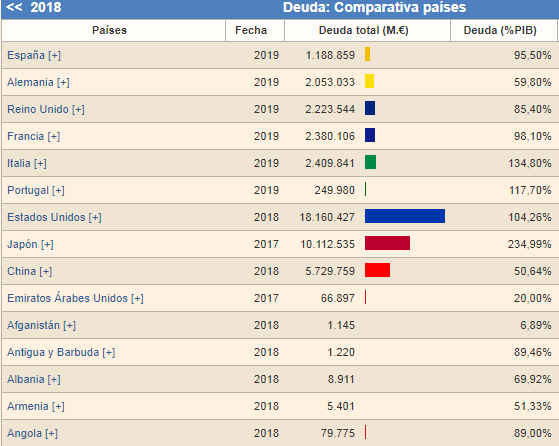 << 2018 Deuda: Comparativa países
Países Fecha Deuda total (M.€) Deuda (%PIB)
España [+] 2019 1.188.859 95,50%
Alemania [+] 2019 2.053.033 59,80%
Reino Unido [+] 2019 2.223.544 85,40%
Francia [+] 2019 2.380.106 98,10%
Italia [+] 2019 2.409.841 134,80%
Portugal [+] 2019 249.980 117,70%
Estados Unidos [+] 2018 18.160.427 104,26%
Japón [+] 2017 10.112.535 234,99%
China [+] 2018 5.729.759 50,64%
Emiratos Árabes Unidos [+] 2017 66.897 20,00%
Afganistán [+] 2018 1.145 6,89%
Antigua y Barbuda [+] 2018 1.220 89,46%
Albania [+] 2018 8.911 69,92%
Armenia [+] 2018 5.401 51,33%
Angola [+] 2018 79.775 89,00%